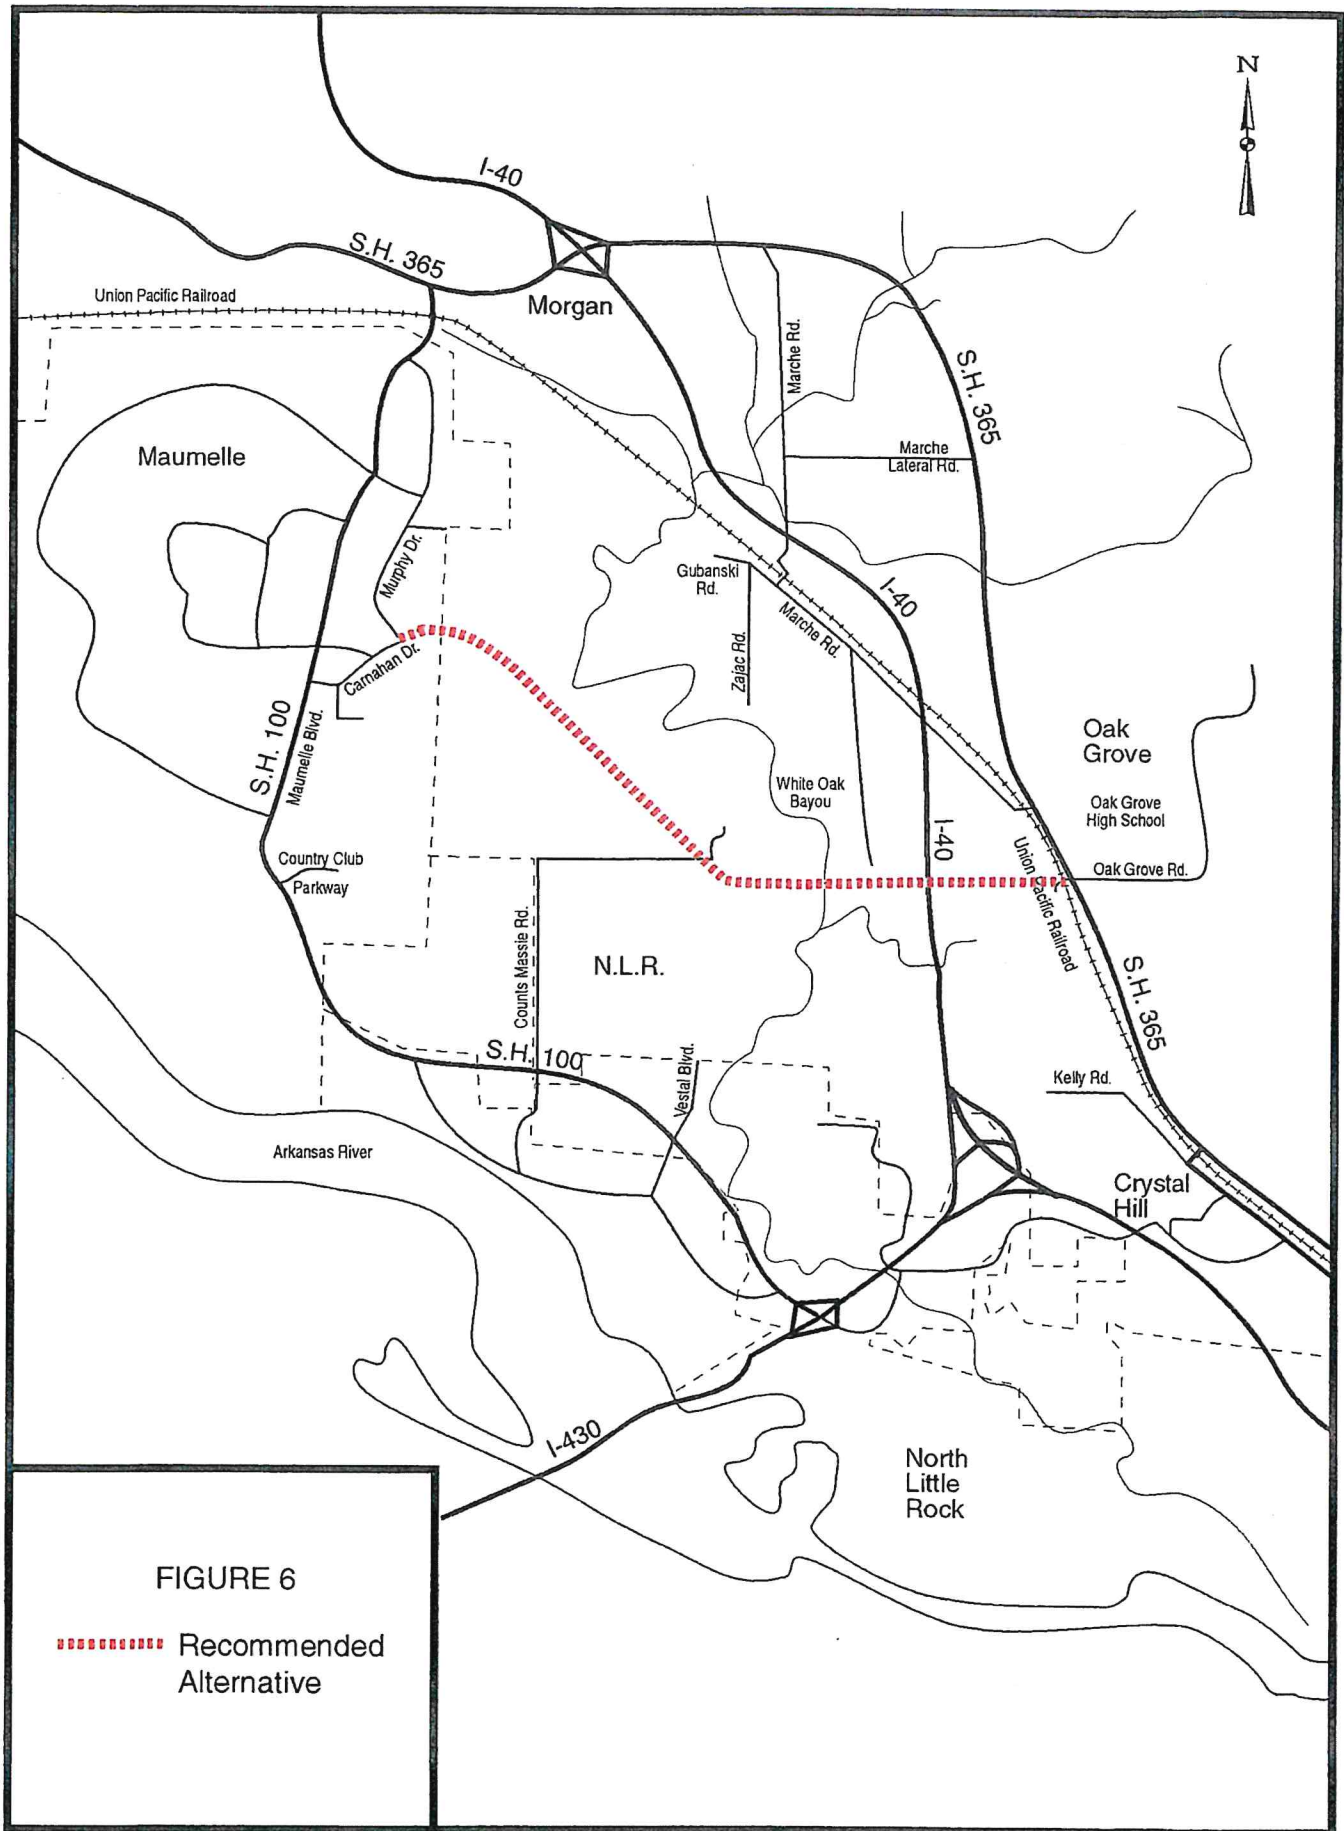 N
I-40
S.H. 365
Union Pacific Railroad
Morgan
Marche Rd.
S.H. 365
Maumelle
Marche
Lateral Rd.
Murphy Dr.
Gubanski
Rd.
I-40
Marche Rd.
Zajac Rd.
Carnahan Dr.
S.H. 100
Maumelle Blvd.
Oak
Grove
White Oak
Bayou
Oak Grove
High School
I-40
Country Club
Parkway
Union Pacific Railroad
Oak Grove Rd.
Counts Massie Rd.
N.L.R.
S.H. 365
S.H. 100
Vestal Blvd.
Kelly Rd.
Arkansas River
Crystal
Hill
I-430
North
Little
Rock
FIGURE 6
Recommended
Alternative